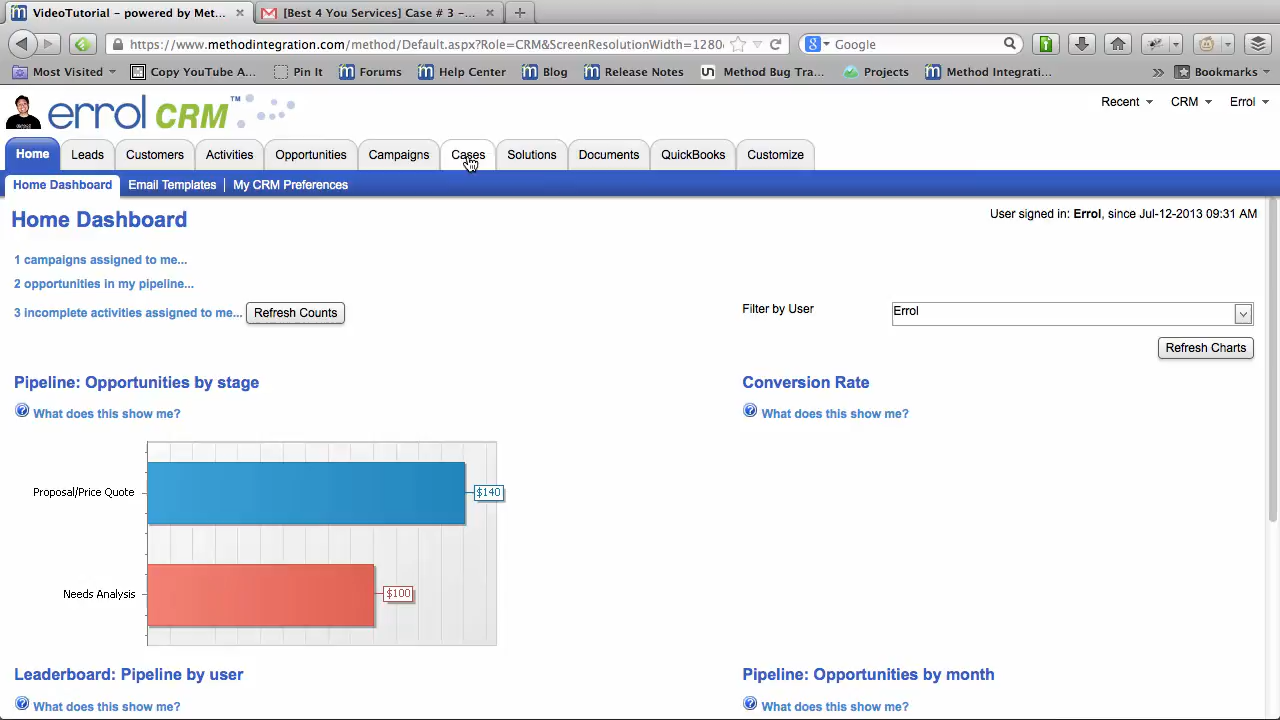 VideoTutorial – powered by Met...
[Best 4 You Services] Case # 3 –...
https://www.methodintegration.com/method/Default.aspx?Role=CRM&ScreenResolutionWidth=1280
Google
Most Visited
Copy YouTube A...
Pin It
Forums
Help Center
Blog
Release Notes
Method Bug Tra...
Projects
Method Integrati...
Bookmarks
errol CRM™
Recent
CRM
Errol
Home
Leads
Customers
Activities
Opportunities
Campaigns
Cases
Solutions
Documents
QuickBooks
Customize
Home Dashboard
Email Templates
My CRM Preferences
Home Dashboard
User signed in: Errol, since Jul-12-2013 09:31 AM
1 campaigns assigned to me...
2 opportunities in my pipeline...
3 incomplete activities assigned to me...
Refresh Counts
Filter by User
Errol
Refresh Charts
Pipeline: Opportunities by stage
What does this show me?
Conversion Rate
What does this show me?
Proposal/Price Quote
$140
Needs Analysis
$100
Leaderboard: Pipeline by user
What does this show me?
Pipeline: Opportunities by month
What does this show me?